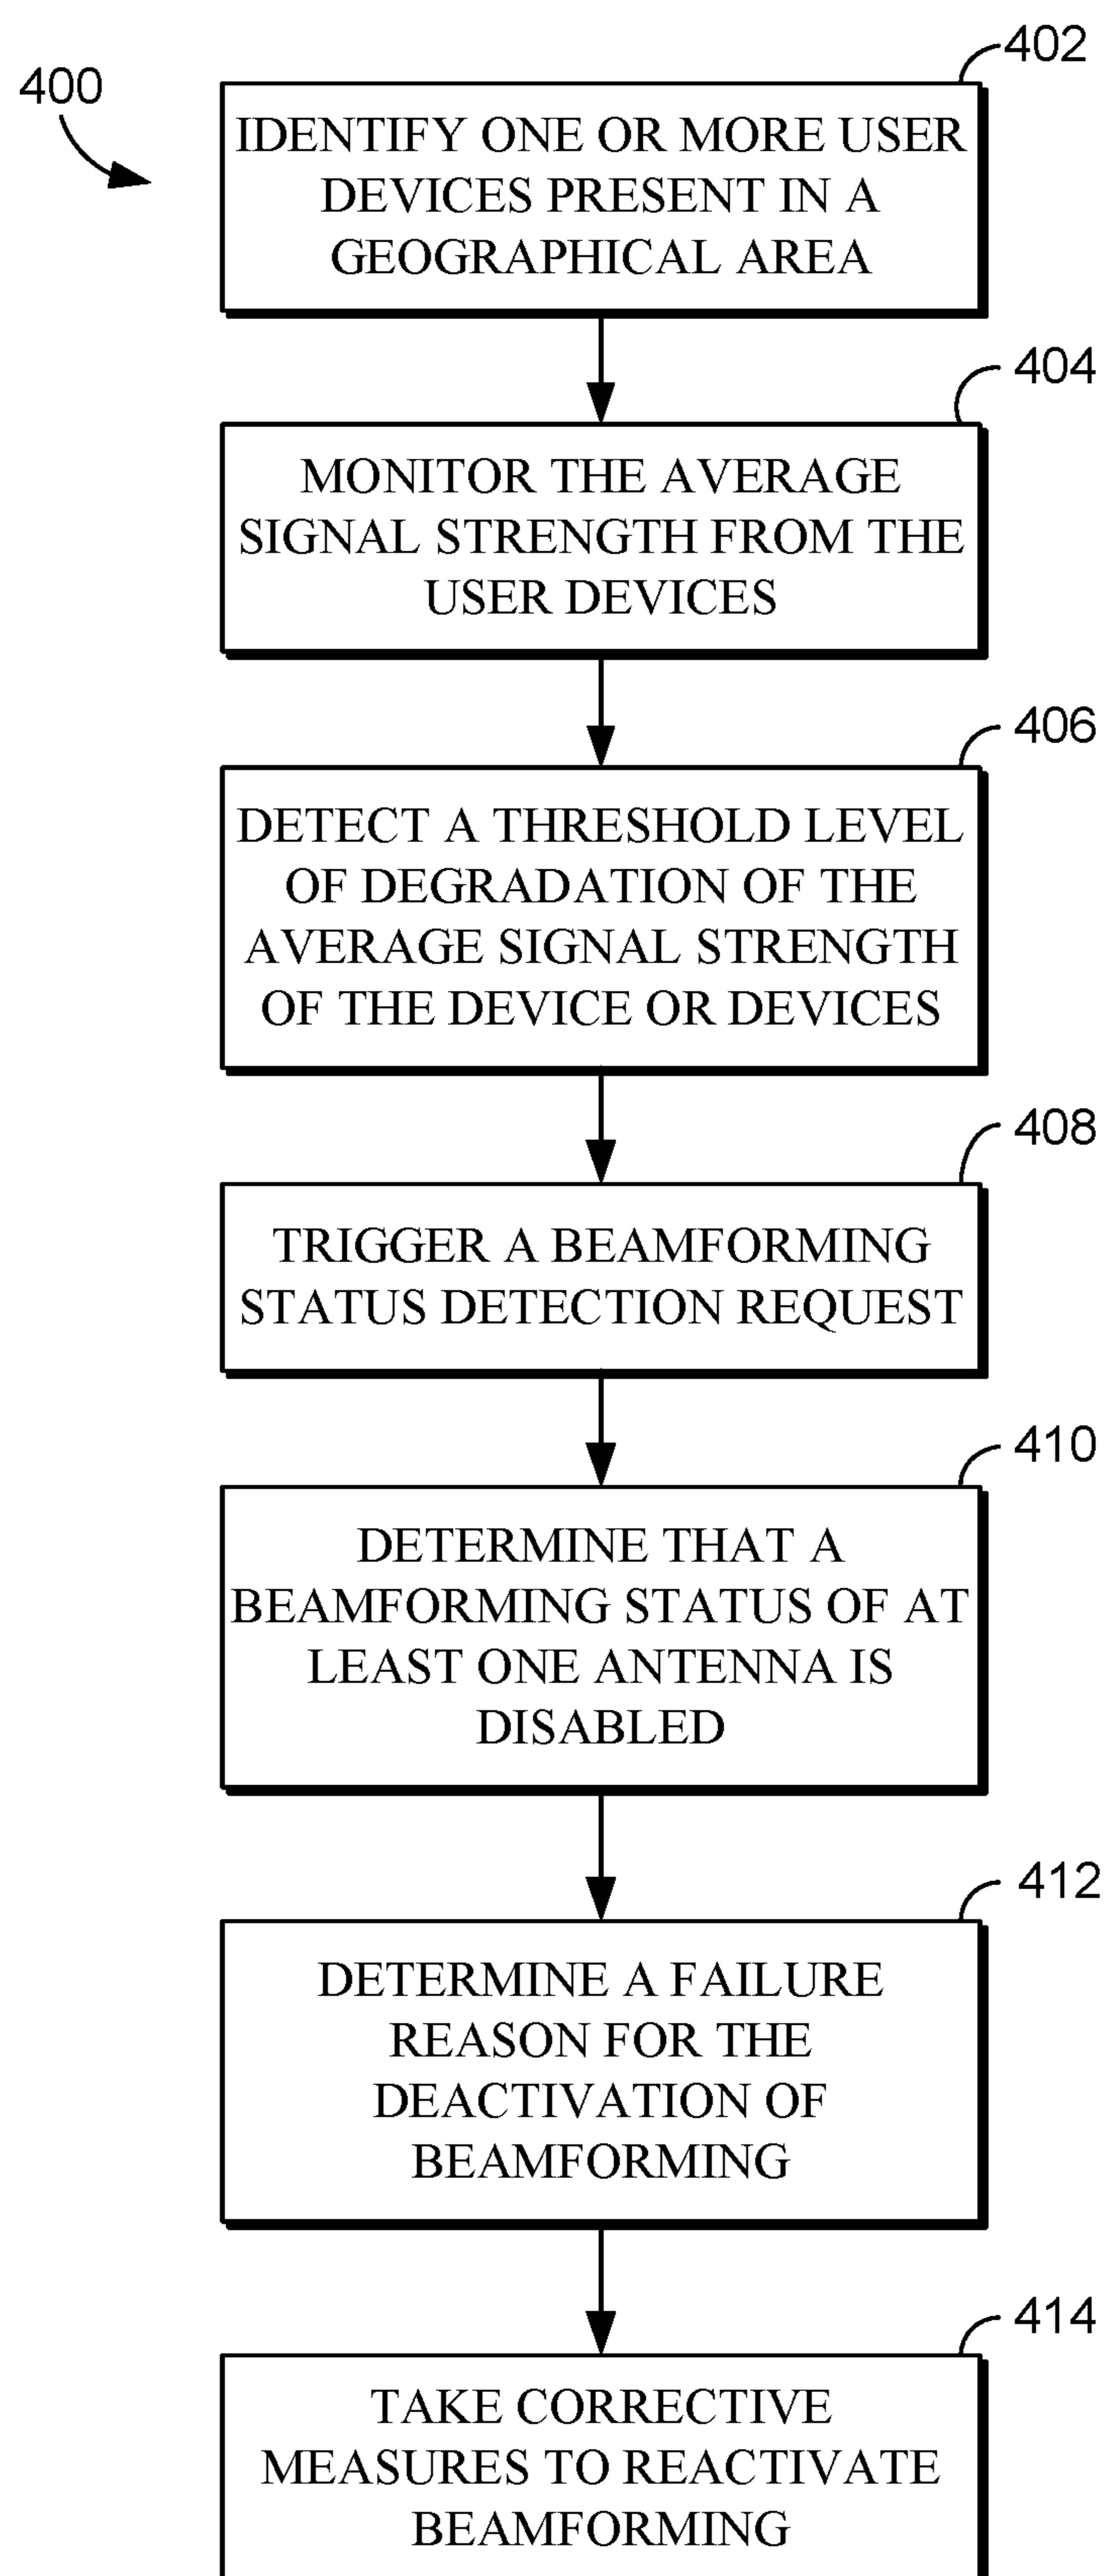 400
402
IDENTIFY ONE OR MORE USER
DEVICES PRESENT IN A
GEOGRAPHICAL AREA
404
MONITOR THE AVERAGE
SIGNAL STRENGTH FROM THE
USER DEVICES
406
DETECT A THRESHOLD LEVEL
OF DEGRADATION OF THE
AVERAGE SIGNAL STRENGTH
OF THE DEVICE OR DEVICES
408
TRIGGER A BEAMFORMING
STATUS DETECTION REQUEST
410
DETERMINE THAT A
BEAMFORMING STATUS OF AT
LEAST ONE ANTENNA IS
DISABLED
412
DETERMINE A FAILURE
REASON FOR THE
DEACTIVATION OF
BEAMFORMING
414
TAKE CORRECTIVE
MEASURES TO REACTIVATE
BEAMFORMING